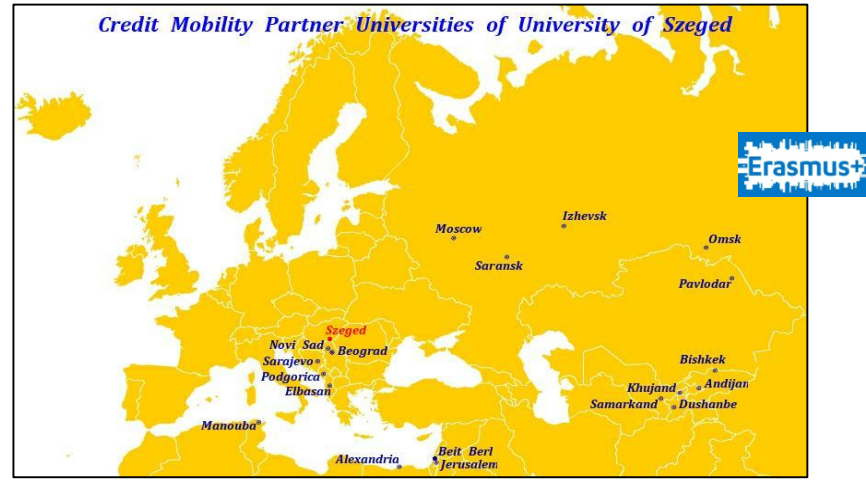 Credit Mobility Partner Universities of University of Szeged
Erasmus+
Izhevsk
Moscow
Omsk
Saransk
Pavlodar
Szeged
Novi Sad
Beograd
Sarajevo
Bishkek
Podgorica
Khujand
Andijan
Elbasan
Samarkand
Dushanbe
Manouba
Beit Berl
Alexandria
Jerusalem